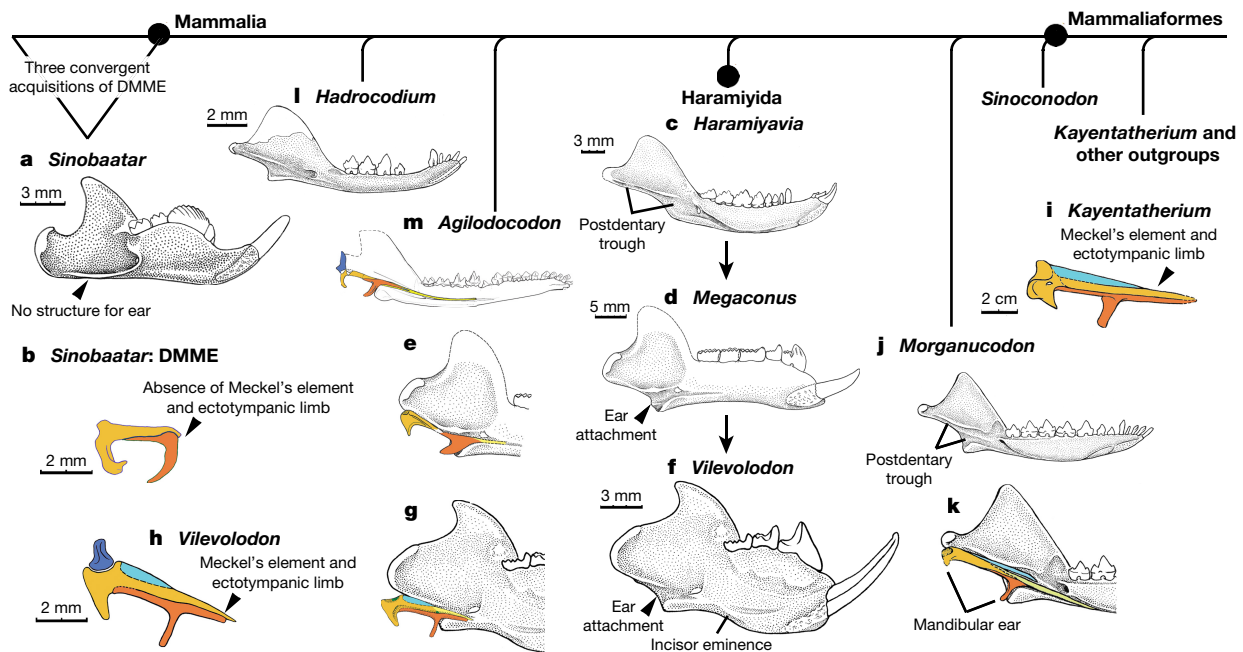 Mammalia
Mammaliaformes
Three convergent
acquisitions of DMME
l Hadrocodium
2 mm
Haramiyida
c Haramiyavia
3 mm
Postdentary
trough
Sinoconodon
Kayentatherium and
other outgroups
a Sinobaatar
3 mm
No structure for ear
m Agilodocodon
i Kayentatherium
Meckel's element and
ectotympanic limb
2 cm
b Sinobaatar: DMME
Absence of Meckel's element
and ectotympanic limb
2 mm
e
d Megaconus
5 mm
Ear
attachment
j Morganucodon
Postdentary
trough
h Vilevolodon
Meckel's element and
ectotympanic limb
2 mm
g
f Vilevolodon
3 mm
Ear
attachment
Incisor eminence
k
Mandibular ear